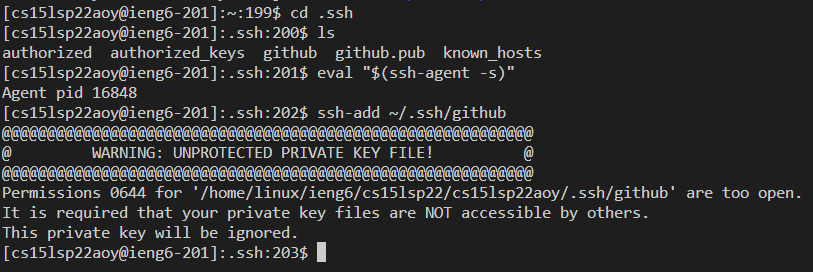 [cs15lsp22aoy@ieng6-201]:~:199$ cd .ssh
[cs15lsp22aoy@ieng6-201]:.ssh:200$ ls
authorized  authorized_keys  github  github.pub  known_hosts
[cs15lsp22aoy@ieng6-201]:.ssh:201$ eval "$(ssh-agent -s)"
Agent pid 16848
[cs15lsp22aoy@ieng6-201]:.ssh:202$ ssh-add ~/.ssh/github
@@@@@@@@@@@@@@@@@@@@@@@@@@@@@@@@@@@@@@@@@@@@@@@@@@@@@@@@@@@
@         WARNING: UNPROTECTED PRIVATE KEY FILE!          @
@@@@@@@@@@@@@@@@@@@@@@@@@@@@@@@@@@@@@@@@@@@@@@@@@@@@@@@@@@@
Permissions 0644 for '/home/linux/ieng6/cs15lsp22/cs15lsp22aoy/.ssh/github' are too open.
It is required that your private key files are NOT accessible by others.
This private key will be ignored.
[cs15lsp22aoy@ieng6-201]:.ssh:203$